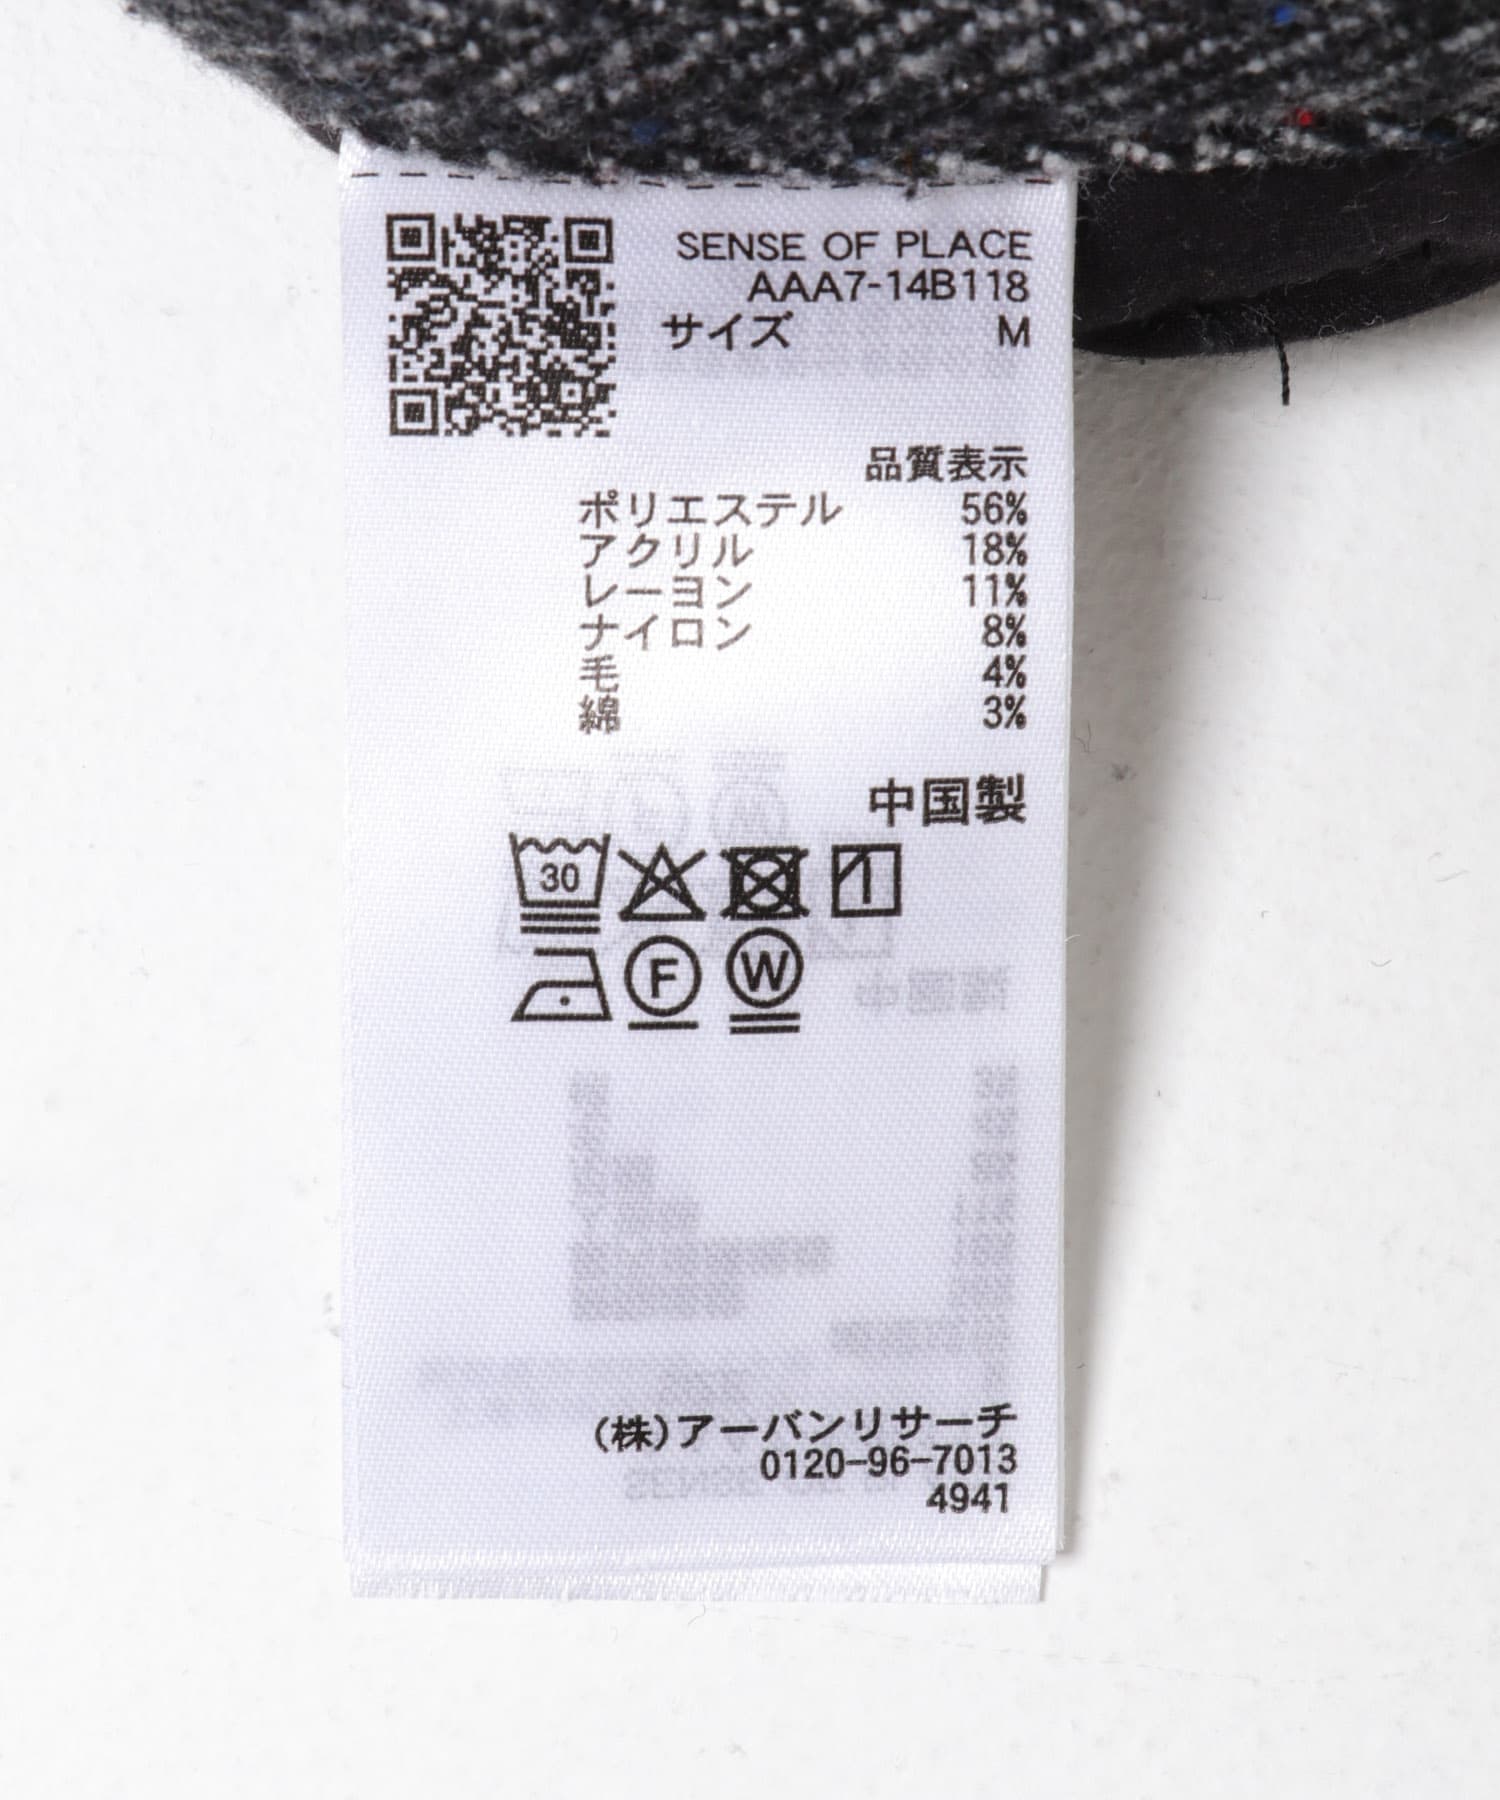 SENSE OF PLACE
AAA7-14B118
サイズ M
品質表示
ポリエステル 56%
アクリル 18%
レーヨン 11%
ナイロン 8%
毛 4%
綿 3%
中国製
30
F W
(株)アーバンリサーチ
0120-96-7013
4941